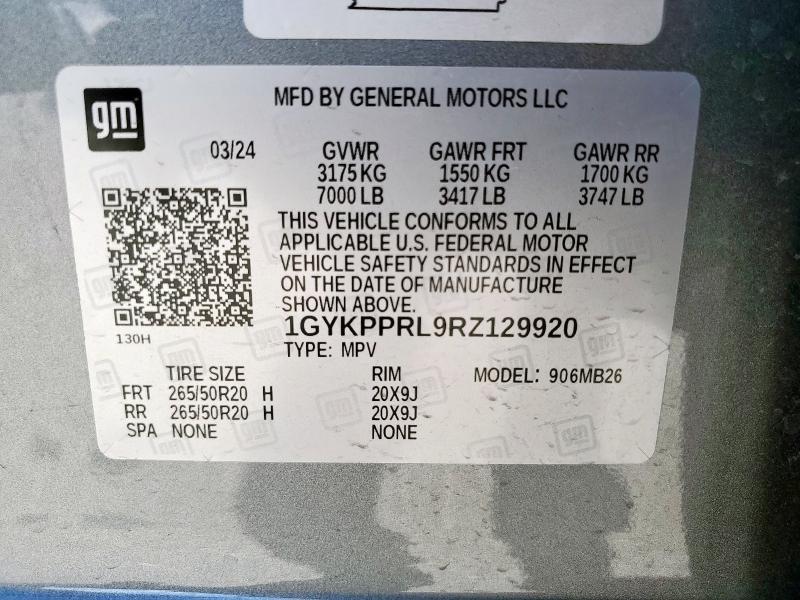 gm
MFD BY GENERAL MOTORS LLC
03/24 GVWR GAWR FRT GAWR RR
3175 KG 1550 KG 1700 KG
7000 LB 3417 LB 3747 LB
THIS VEHICLE CONFORMS TO ALL
APPLICABLE U.S. FEDERAL MOTOR
VEHICLE SAFETY STANDARDS IN EFFECT
ON THE DATE OF MANUFACTURE
SHOWN ABOVE.
1GYKPPRL9RZ129920
130H
TYPE: MPV
TIRE SIZE RIM MODEL: 906MB26
FRT 265/50R20 H 20X9J
RR 265/50R20 H 20X9J
SPA NONE NONE